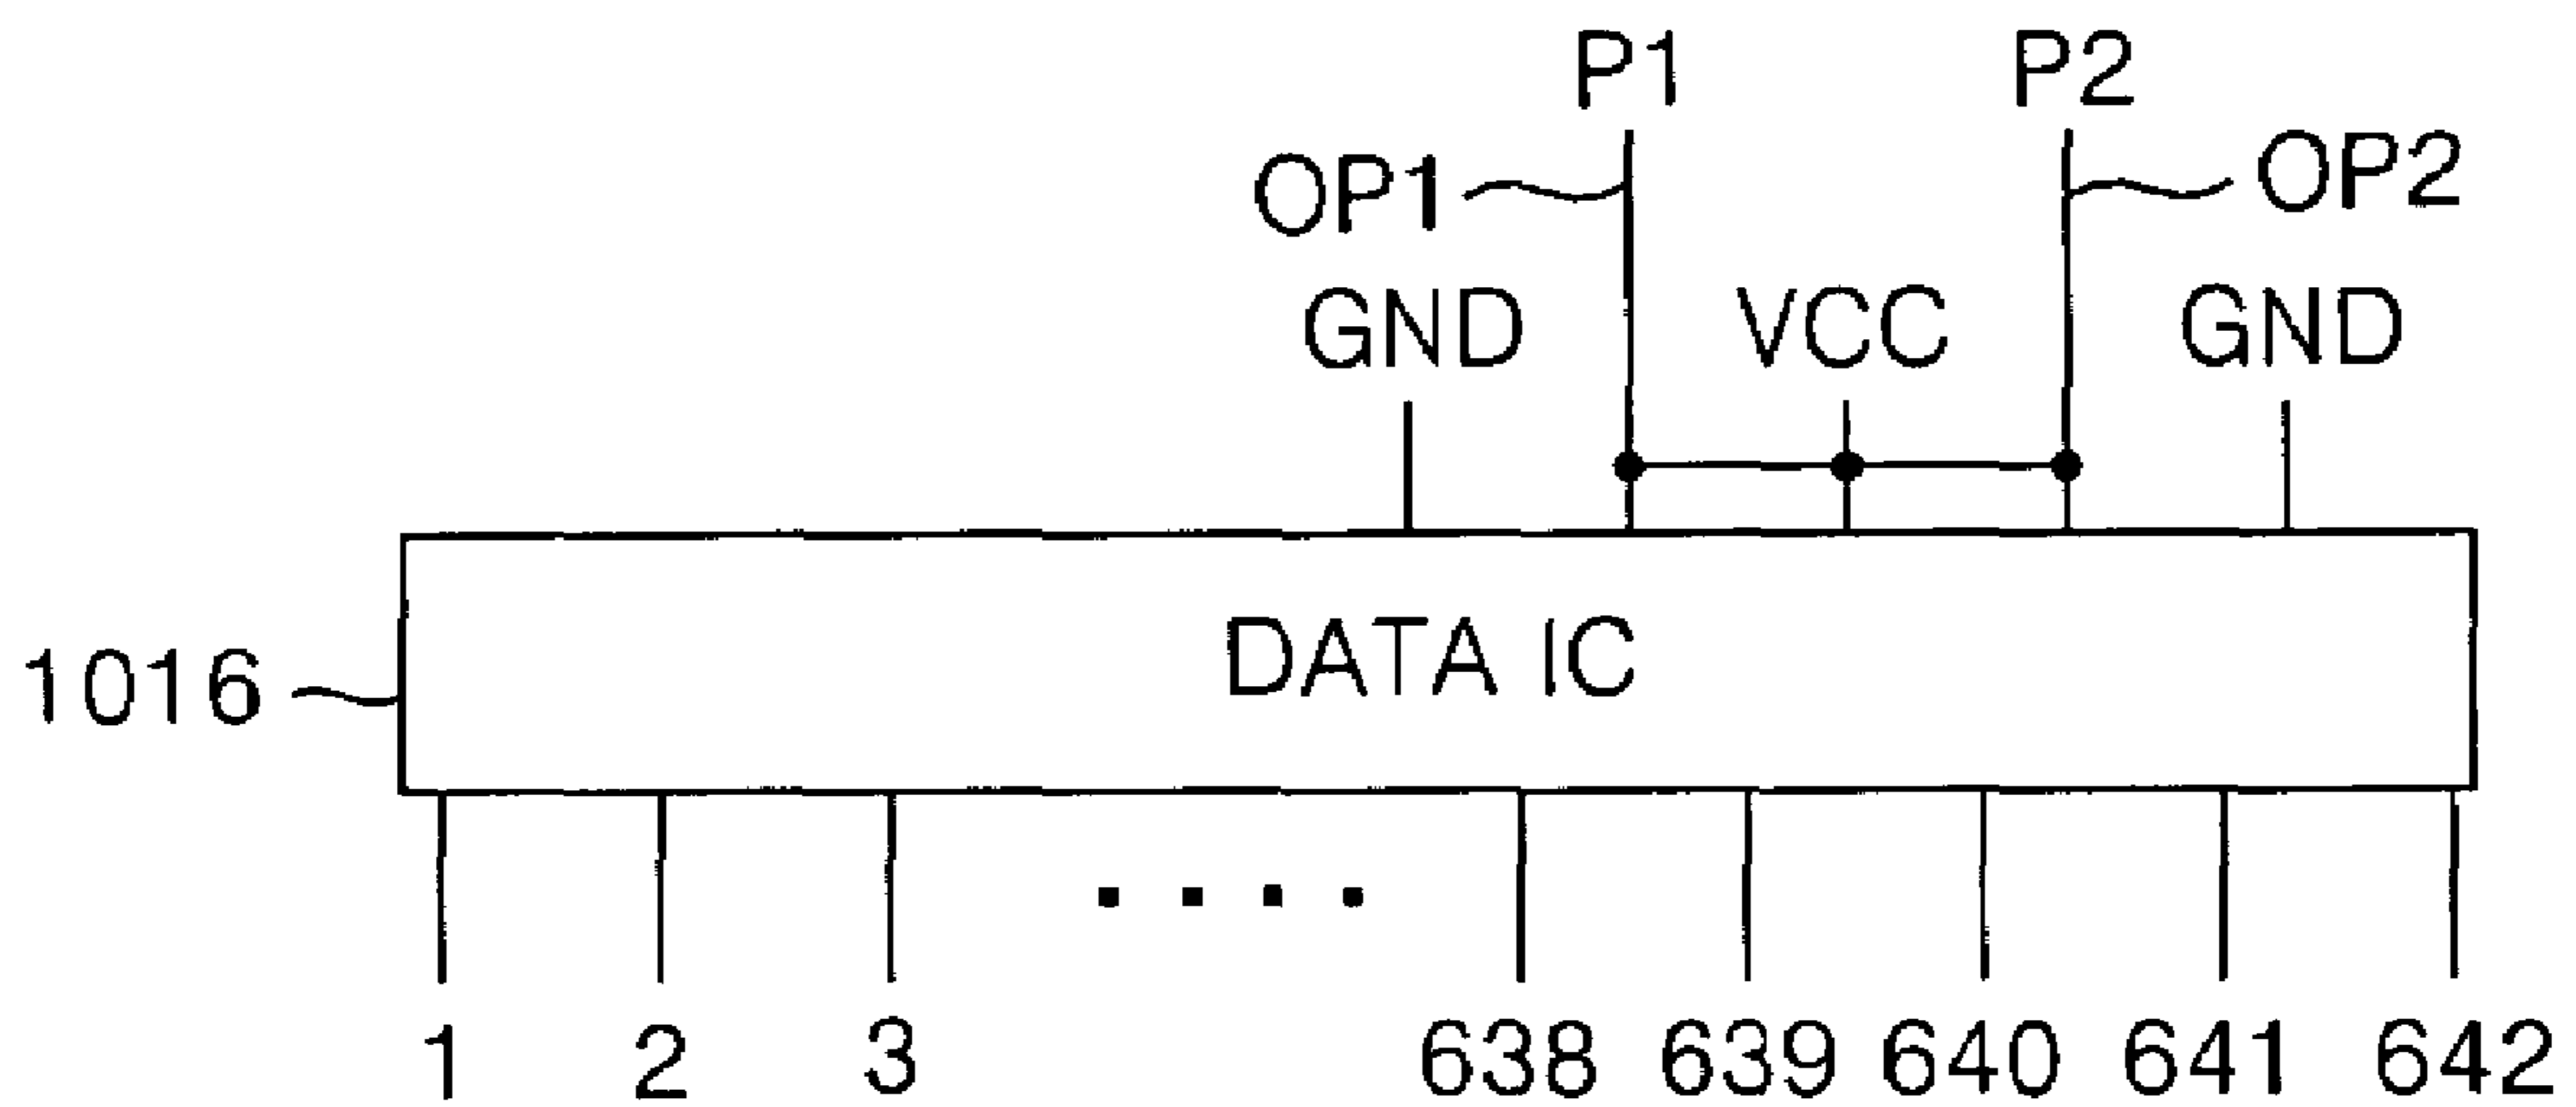 P1 P2
OP1 OP2
GND VCC GND
DATA IC
1016
1 2 3 .... 638 639 640 641 642